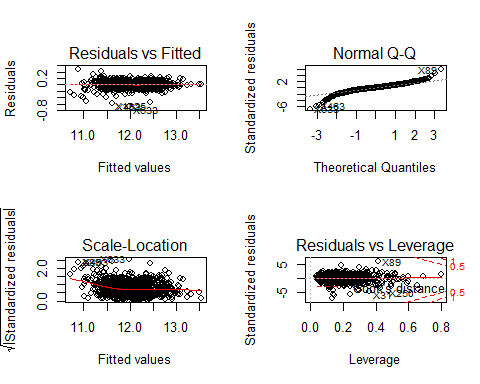 Residuals vs Fitted
Residuals
-0.8
0.2
11.0
12.0
13.0
Fitted values
Normal Q-Q
Standardized residuals
-6
2
X89
-3
-1
1
2
3
Theoretical Quantiles
Scale-Location
√|Standardized residuals|
0.0
2.0
11.0
12.0
13.0
Fitted values
Residuals vs Leverage
Standardized residuals
-5
5
X89
1
0.5
0.5
1
Cook's distance
0.0
0.2
0.4
0.6
0.8
Leverage